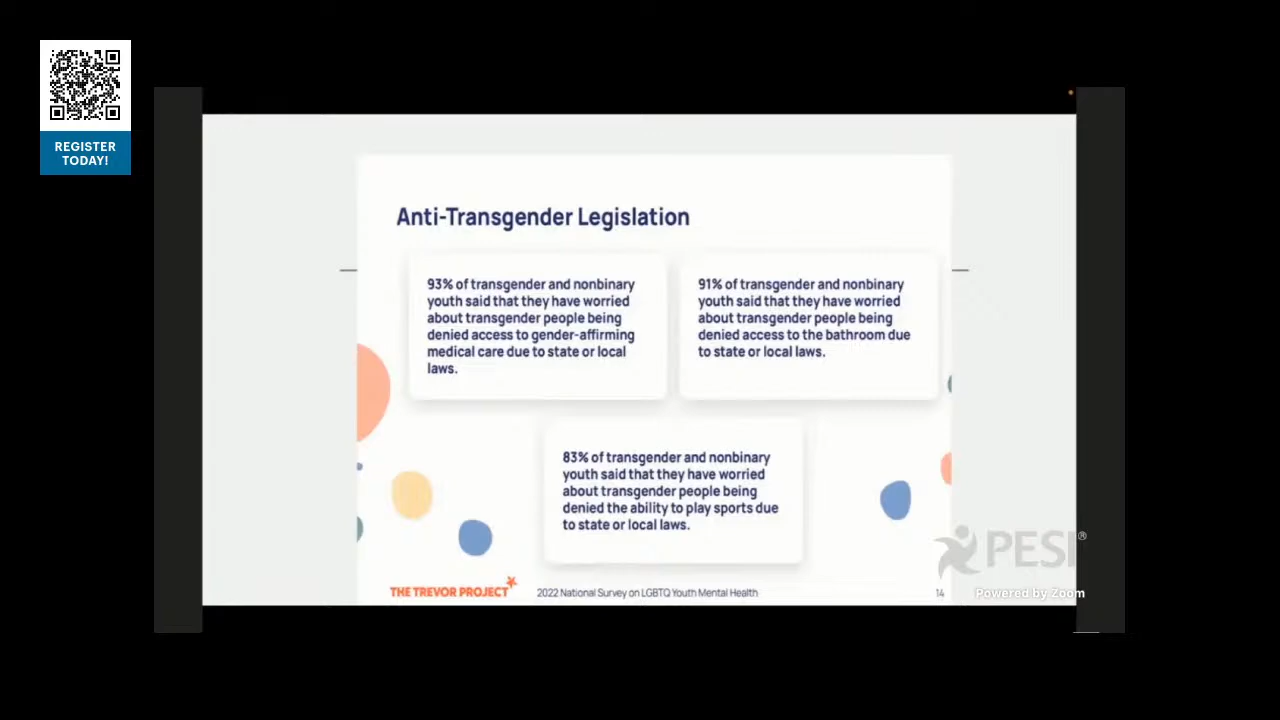 REGISTER
TODAY!
Anti-Transgender Legislation
93% of transgender and nonbinary
youth said that they have worried
about transgender people being
denied access to gender-affirming
medical care due to state or local
laws.
91% of transgender and nonbinary
youth said that they have worried
about transgender people being
denied access to the bathroom due
to state or local laws.
83% of transgender and nonbinary
youth said that they have worried
about transgender people being
denied the ability to play sports due
to state or local laws.
THE TREVOR PROJECT
2022 National Survey on LGBTQ Youth Mental Health
14
PESI®
Powered by Zoom